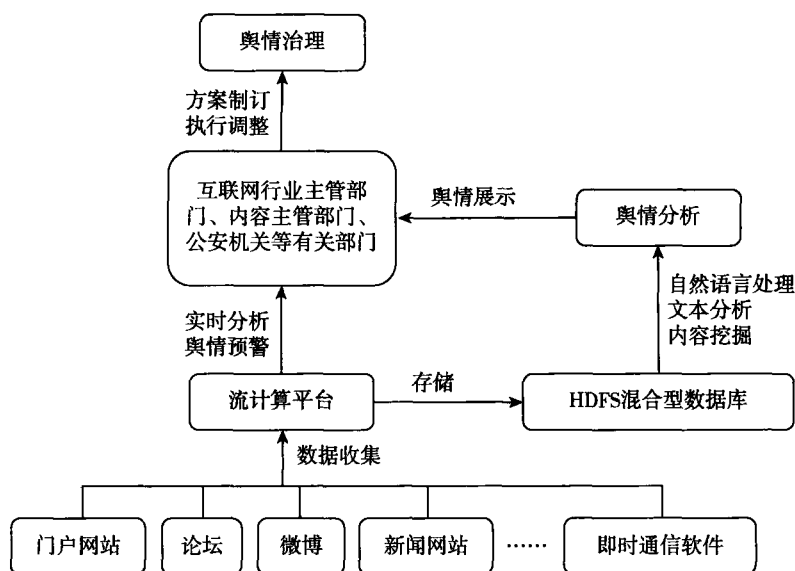 舆情治理
方案制订
执行调整
互联网行业主管部
门、内容主管部门、
公安机关等有关部门
舆情展示
舆情分析
自然语言处理
文本分析
内容挖掘
实时分析
舆情预警
流计算平台
存储
HDFS混合型数据库
数据收集
门户网站
论坛
微博
新闻网站
……
即时通信软件